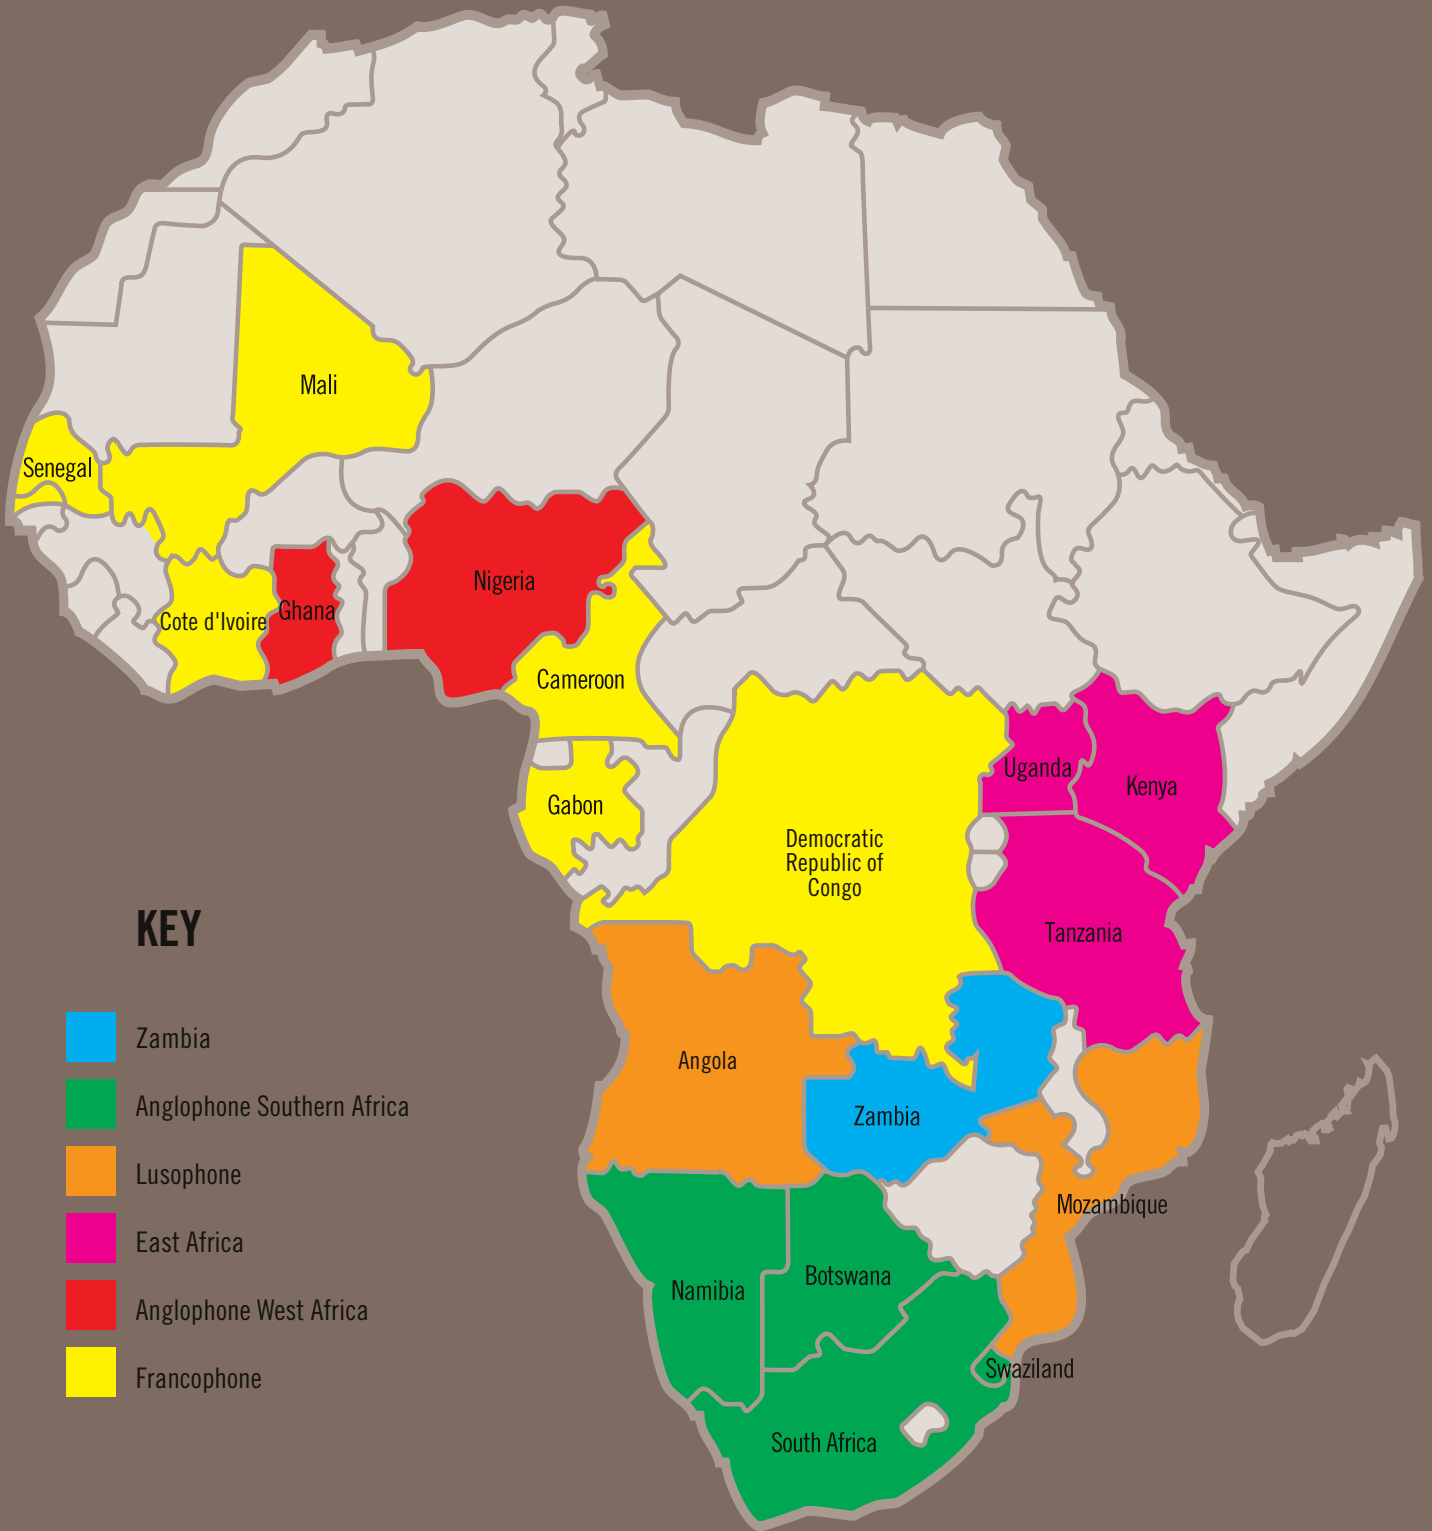 Mali
Senegal
Nigeria
Ghana
Cote d'Ivoire
Cameroon
Uganda
Kenya
Gabon
Democratic
Republic of
Congo
Tanzania
KEY
Zambia
Anglophone Southern Africa
Lusophone
East Africa
Anglophone West Africa
Francophone
Angola
Zambia
Mozambique
Botswana
Namibia
Swaziland
South Africa